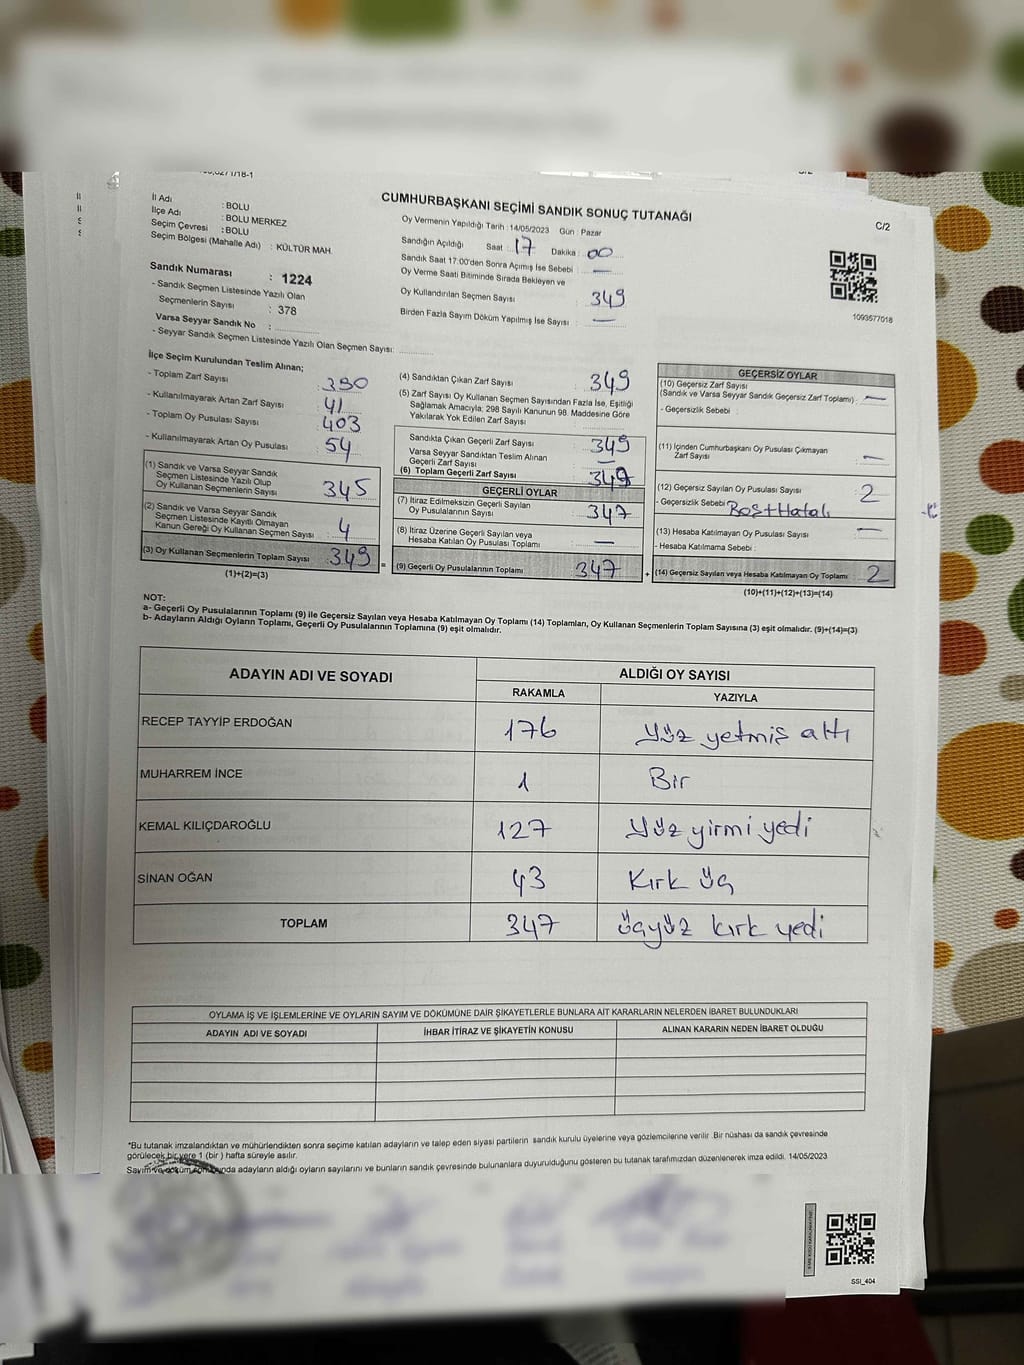 CUMHURBAŞKANI SEÇİMİ SANDIK SONUÇ TUTANAĞI
C/2
İl Adı : BOLU
İlçe Adı : BOLU MERKEZ
Seçim Çevresi : BOLU
Seçim Bölgesi (Mahalle Adı) : KÜLTÜR MAH.
Sandık Numarası : 1224
- Sandık Seçmen Listesinde Yazılı Olan
Seçmenlerin Sayısı : 378
Varsa Seyyar Sandık No :
- Seyyar Sandık Seçmen Listesinde Yazılı Olan Seçmen Sayısı:
Oy Vermenin Yapıldığı Tarih :14/05/2023 Gün : Pazar
Sandığın Açıldığı Saat : 17 Dakika : 00
Sandık Saat 17:00'den Sonra Açımış İse Sebebi : —
Oy Verme Saati Bitiminde Sırada Bekleyen ve
Oy Kullandırılan Seçmen Sayısı : 349
Birden Fazla Sayım Döküm Yapılmış İse Sayısı : —
1093577018
İlçe Seçim Kurulundan Teslim Alınan;
- Toplam Zarf Sayısı : 390
- Kullanılmayarak Artan Zarf Sayısı : 41
- Toplam Oy Pusulası Sayısı : 403
- Kullanılmayarak Artan Oy Pusulası : 54
(1) Sandık ve Varsa Seyyar Sandık
Seçmen Listesinde Yazılı Olup
Oy Kullanan Seçmenlerin Sayısı : 345
(2) Sandık ve Varsa Seyyar Sandık
Seçmen Listesinde Kayıtlı Olmayan
Kanun Gereği Oy Kullanan Seçmen Sayısı : 4
(3) Oy Kullanan Seçmenlerin Toplam Sayısı : 349
(1)+(2)=(3)
=
(4) Sandıktan Çıkan Zarf Sayısı : 349
(5) Zarf Sayısı Oy Kullanan Seçmen Sayısından Fazla İse, Eşitliği
Sağlamak Amacıyla; 298 Sayılı Kanunun 98. Maddesine Göre
Yakılarak Yok Edilen Zarf Sayısı :
Sandıkta Çıkan Geçerli Zarf Sayısı : 349
Varsa Seyyar Sandıktan Teslim Alınan
Geçerli Zarf Sayısı : —
(6) Toplam Geçerli Zarf Sayısı : 349
GEÇERLİ OYLAR
(7) İtiraz Edilmeksizin Geçerli Sayılan
Oy Pusulalarının Sayısı : 347
(8) İtiraz Üzerine Geçerli Sayılan veya
Hesaba Katılan Oy Pusulası Toplamı : —
(9) Geçerli Oy Pusulalarının Toplamı : 347
+
GEÇERSİZ OYLAR
(10) Geçersiz Zarf Sayısı
(Sandık ve Varsa Seyyar Sandık Geçersiz Zarf Toplamı) : —
- Geçersizlik Sebebi :
(11) İçinden Cumhurbaşkanı Oy Pusulası Çıkmayan
Zarf Sayısı : —
(12) Geçersiz Sayılan Oy Pusulası Sayısı : 2
- Geçersizlik Sebebi : Boş+Hatalı
(13) Hesaba Katılmayan Oy Pusulası Sayısı : —
- Hesaba Katılmama Sebebi :
(14) Geçersiz Sayılan veya Hesaba Katılmayan Oy Toplamı : 2
(10)+(11)+(12)+(13)=(14)
NOT:
a- Geçerli Oy Pusulalarının Toplamı (9) ile Geçersiz Sayılan veya Hesaba Katılmayan Oy Toplamı (14) Toplamları, Oy Kullanan Seçmenlerin Toplam Sayısına (3) eşit olmalıdır. (9)+(14)=(3)
b- Adayların Aldığı Oyların Toplamı, Geçerli Oy Pusulalarının Toplamına (9) eşit olmalıdır.
ADAYIN ADI VE SOYADI ALDIĞI OY SAYISI
RAKAMLA YAZIYLA
RECEP TAYYİP ERDOĞAN 176 Yüz yetmiş altı
MUHARREM İNCE 1 Bir
KEMAL KILIÇDAROĞLU 127 Yüz yirmi yedi
SİNAN OĞAN 43 Kırk üç
TOPLAM 347 üçyüz kırk yedi
OYLAMA İŞ VE İŞLEMLERİNE VE OYLARIN SAYIM VE DÖKÜMÜNE DAİR ŞİKAYETLERLE BUNLARA AİT KARARLARIN NELERDEN İBARET BULUNDUKLARI
ADAYIN ADI VE SOYADI İHBAR İTİRAZ VE ŞİKAYETİN KONUSU ALINAN KARARIN NEDEN İBARET OLDUĞU
*Bu tutanak imzalandıktan ve mühürlendikten sonra seçime katılan adayların ve talep eden siyasi partilerin sandık kurulu üyelerine veya gözlemcilerine verilir .Bir nüshası da sandık çevresinde
görülecek bir yere 1 (bir ) hafta süreyle asılır.
Sayım ve döküm sonunda adayların aldığı oyların sayılarını ve bunların sandık çevresinde bulunanlara duyurulduğunu gösteren bu tutanak tarafımızdan düzenlenerek imza edildi. 14/05/2023
SSI_404